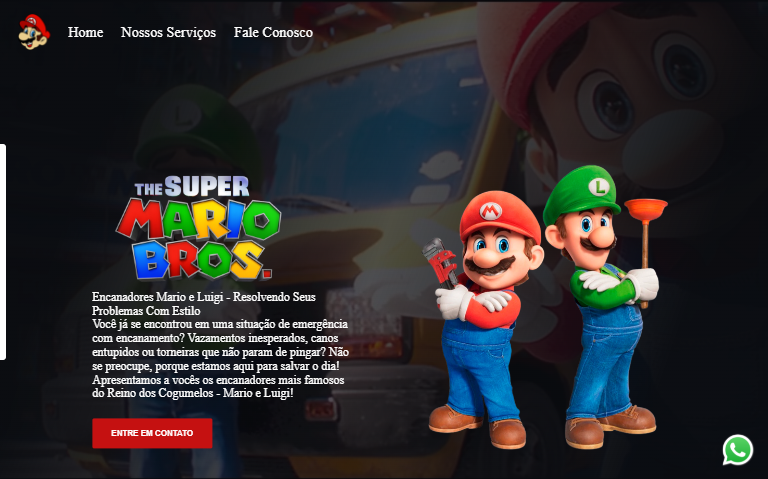 Home Nossos Serviços Fale Conosco
THE SUPER
MARIO
BROS.
M
L
Encanadores Mario e Luigi - Resolvendo Seus
Problemas Com Estilo
Você já se encontrou em uma situação de emergência
com encanamento? Vazamentos inesperados, canos
entupidos ou torneiras que não param de pingar? Não
se preocupe, porque estamos aqui para salvar o dia!
Apresentamos a vocês os encanadores mais famosos
do Reino dos Cogumelos - Mario e Luigi!
ENTRE EM CONTATO